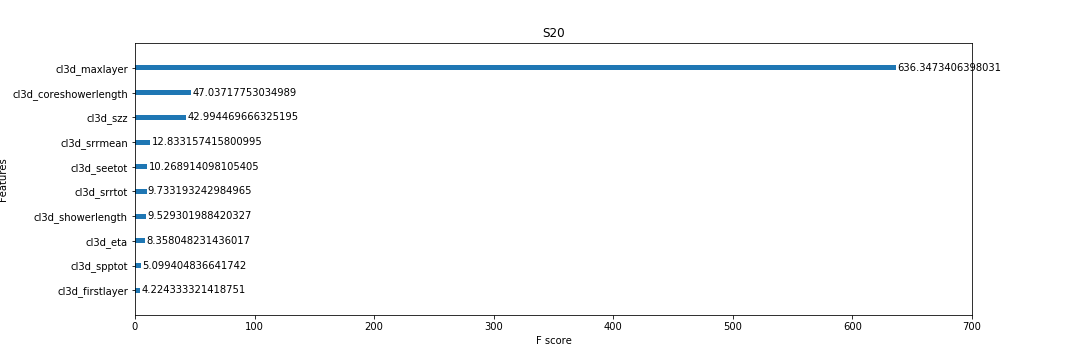 S20
cl3d_maxlayer 636.3473406398031
cl3d_coreshowerlength 47.03717753034989
cl3d_szz 42.994469666325195
cl3d_srrmean 12.833157415800995
cl3d_seetot 10.268914098105405
cl3d_srrtot 9.733193242984965
cl3d_showerlength 9.529301988420327
cl3d_eta 8.358048231436017
cl3d_spptot 5.099404836641742
cl3d_firstlayer 4.224333321418751
Features
0 100 200 300 400 500 600 700
F score